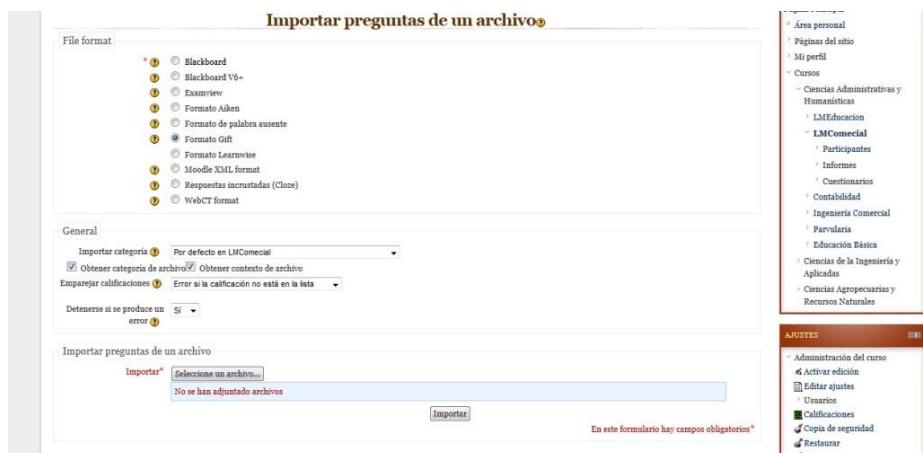 Importar preguntas de un archivo
File format
* Blackboard
Blackboard V6+
Examview
Formato Aiken
Formato de palabra ausente
Formato Gift
Formato Learnwise
Moodle XML format
Respuestas incrustadas (Cloze)
WebCT format
General
Importar categoría Por defecto en LMComecial
Obtener categoría de archivo Obtener contexto de archivo
Emparejar calificaciones Error si la calificación no está en la lista
Detenerse si se produce un error Sí
Importar preguntas de un archivo
Importar* Seleccione un archivo...
No se han adjuntado archivos
Importar
En este formulario hay campos obligatorios*
Área personal
Páginas del sitio
Mi perfil
Cursos
Ciencias Administrativas y
Humanísticas
LMEducacion
LMComecial
Participantes
Informes
Cuestionarios
Contabilidad
Ingeniería Comercial
Parvularia
Educación Básica
Ciencias de la Ingeniería y
Aplicadas
Ciencias Agropecuarias y
Recursos Naturales
AJUSTES
Administración del curso
Activar edición
Editar ajustes
Usuarios
Calificaciones
Copia de seguridad
Restaurar